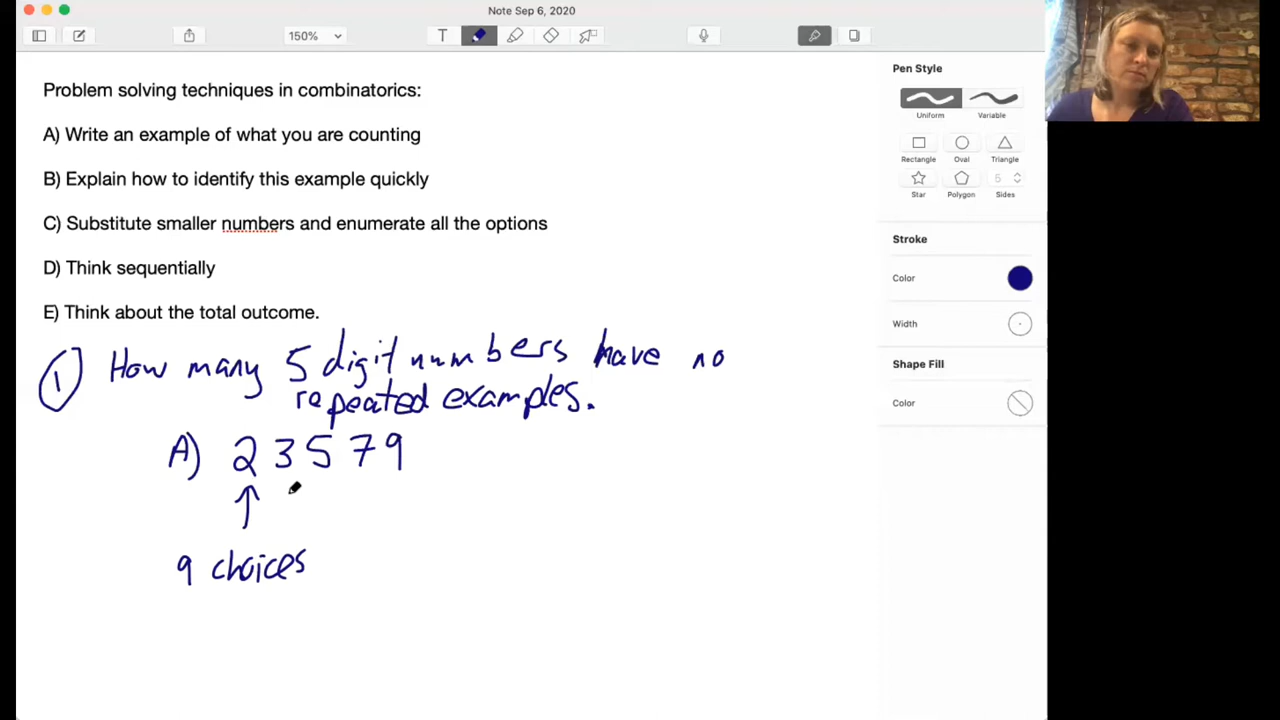 Note Sep 6, 2020
150%
T
Problem solving techniques in combinatorics:
A) Write an example of what you are counting
B) Explain how to identify this example quickly
C) Substitute smaller numbers and enumerate all the options
D) Think sequentially
E) Think about the total outcome.
1 How many 5 digit numbers have no
repeated examples.
A) 2 3 5 7 9
9 choices
Pen Style
Uniform Variable
Rectangle Oval Triangle
5
Star Polygon Sides
Stroke
Color
Width
Shape Fill
Color